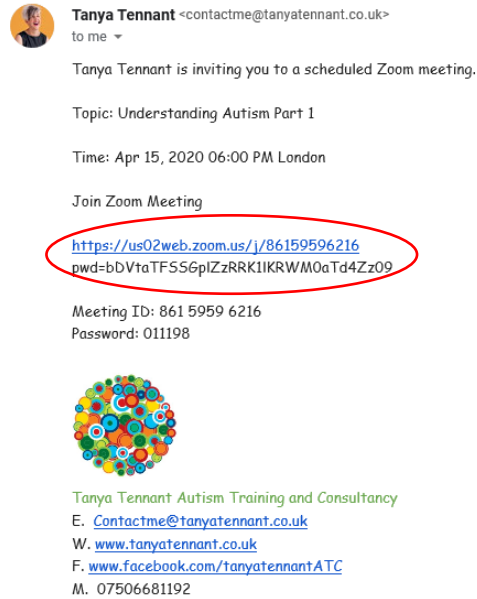 Tanya Tennant <contactme@tanyatennant.co.uk>
to me
Tanya Tennant is inviting you to a scheduled Zoom meeting.
Topic: Understanding Autism Part 1
Time: Apr 15, 2020 06:00 PM London
Join Zoom Meeting
https://us02web.zoom.us/j/86159596216
pwd=bDVtaTFSSGplZzRRK1lKRWM0aTd4Zz09
Meeting ID: 861 5959 6216
Password: 011198
Tanya Tennant Autism Training and Consultancy
E. Contactme@tanyatennant.co.uk
W. www.tanyatennant.co.uk
F. www.facebook.com/tanyatennantATC
M. 07506681192